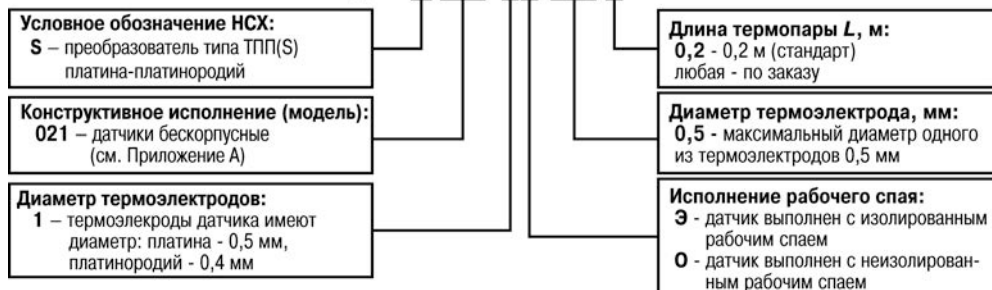 Условное обозначение НСХ:
S – преобразователь типа ТПП(S)
платина-платинородий
Конструктивное исполнение (модель):
021 – датчики бескорпусные
(см. Приложение А)
Диаметр термоэлектродов:
1 – термоэлекроды датчика имеют
диаметр: платина - 0,5 мм,
платинородий - 0,4 мм
Длина термопары L, м:
0,2 - 0,2 м (стандарт)
любая - по заказу
Диаметр термоэлектрода, мм:
0,5 - максимальный диаметр одного
из термоэлектродов 0,5 мм
Исполнение рабочего спая:
Э - датчик выполнен с изолированным
рабочим спаем
О - датчик выполнен с неизолирован-
ным рабочим спаем